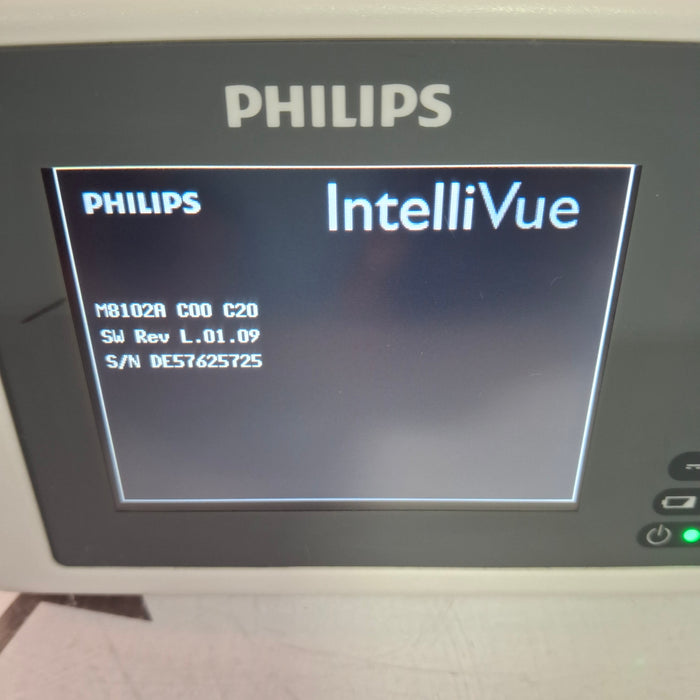 PHILIPS
PHILIPS IntelliVue
M8102A C00 C20
SW Rev L.01.09
S/N DE57625725